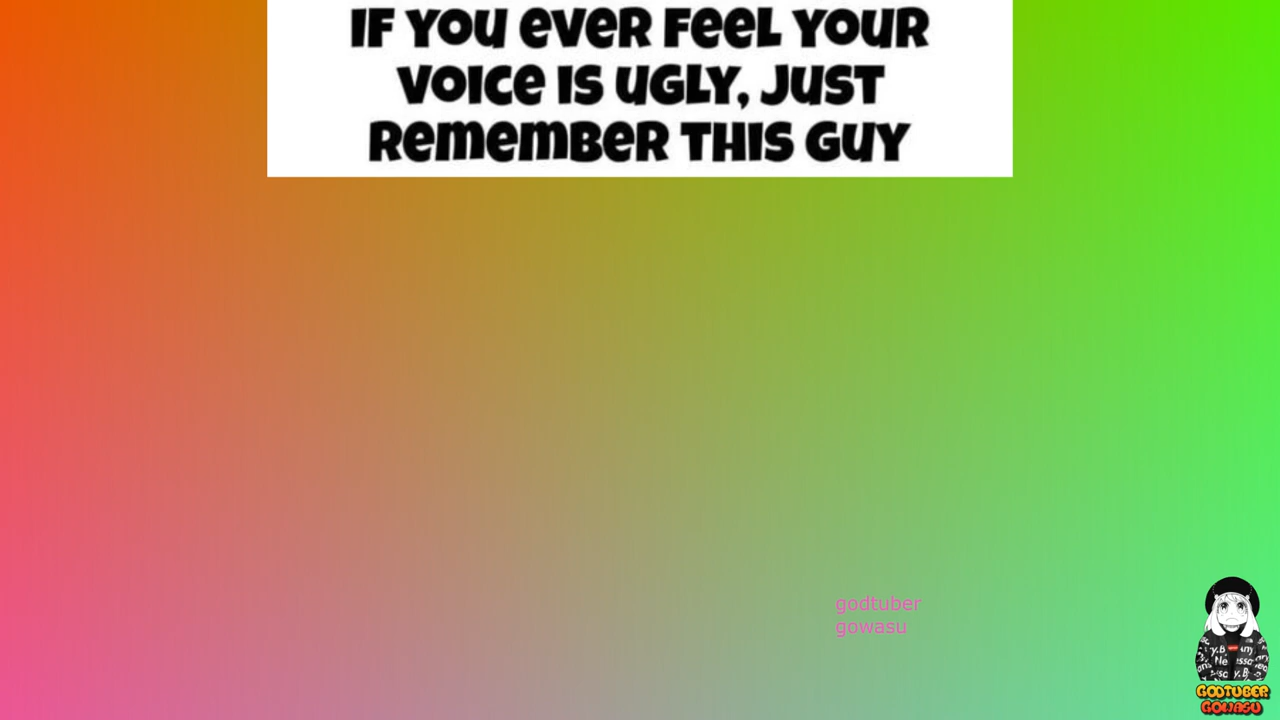 IF YOU EVER FEEL YOUR
VOICE IS UGLY, JUST
REMEMBER THIS GUY
godtuber
gowasu
GODTUBER
GOWASU